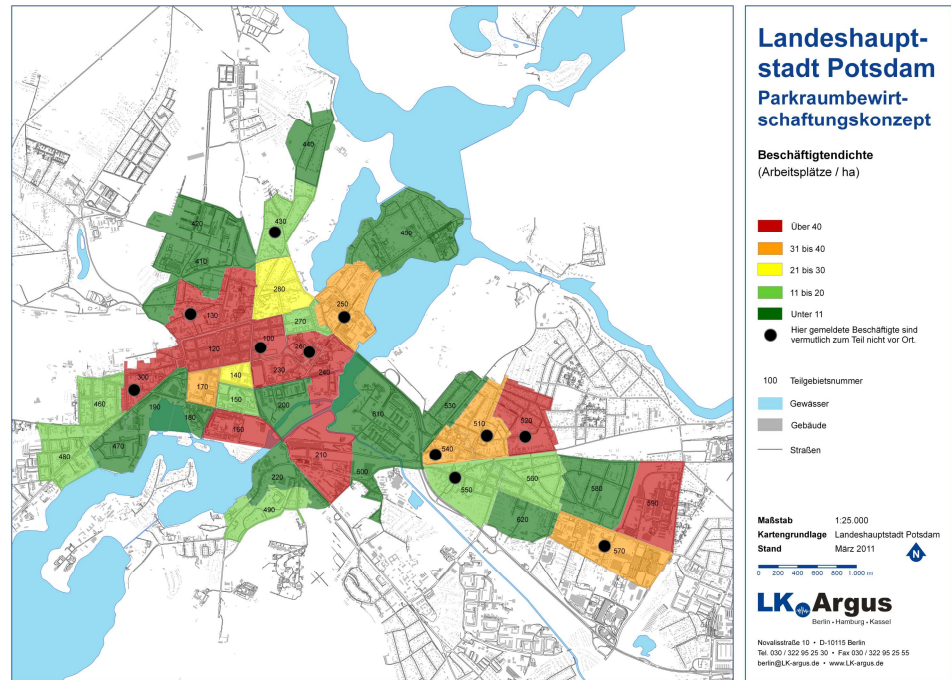 Landeshaupt-
stadt Potsdam
Parkraumbewirt-
schaftungskonzept
Beschäftigtendichte
(Arbeitsplätze / ha)
Über 40
31 bis 40
21 bis 30
11 bis 20
Unter 11
Hier gemeldete Beschäftigte sind
vermutlich zum Teil nicht vor Ort.
100 Teilgebietsnummer
Gewässer
Gebäude
Straßen
Maßstab 1:25.000
Kartengrundlage Landeshauptstadt Potsdam
Stand März 2011
N
0 200 400 600 800 1.000 m
LK Argus
Berlin • Hamburg • Kassel
Novalisstraße 10 • D-10115 Berlin
Tel. 030 / 322 95 25 30 • Fax 030 / 322 95 25 55
berlin@LK-argus.de • www.LK-argus.de
440
420
430
410
280
250
130
270
100
120
260
230
240
300
170
140
150
460
190
180
200
610
530
510
520
210
540
470
480
220
600
550
560
580
590
490
620
570